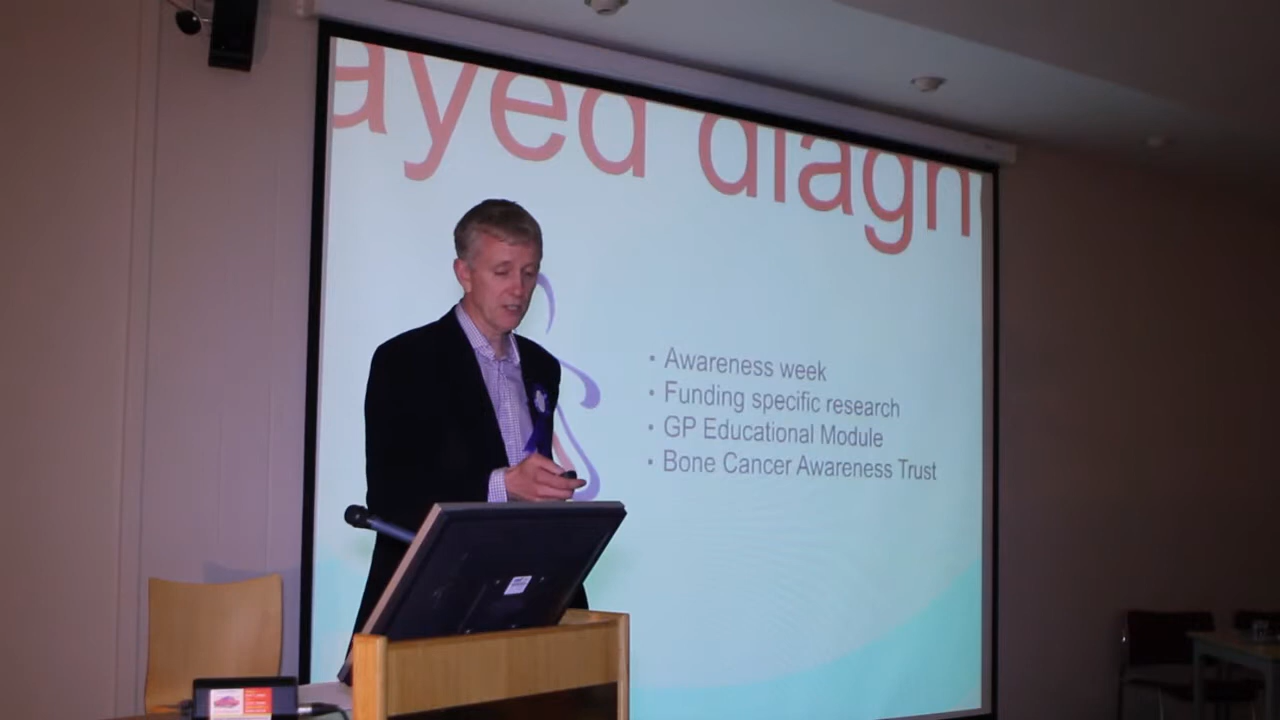 ayed diagn
• Awareness week
• Funding specific research
• GP Educational Module
• Bone Cancer Awareness Trust